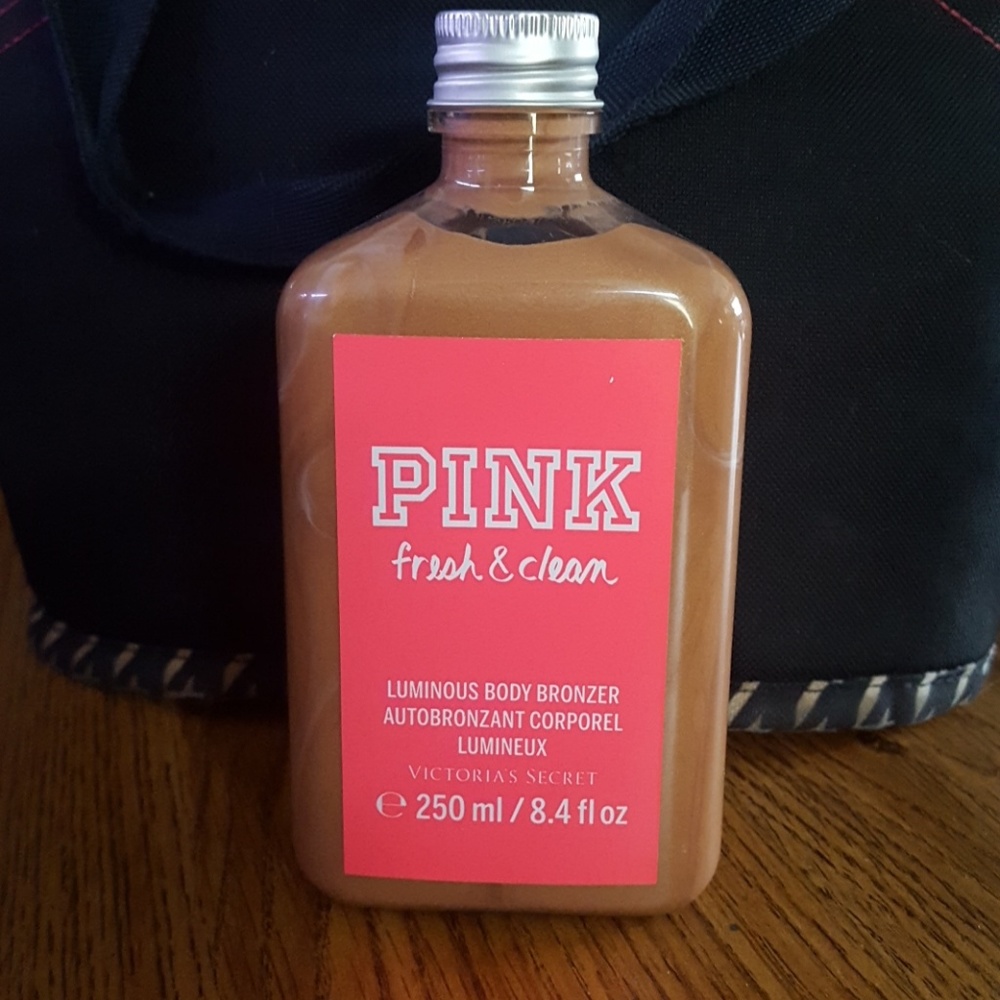 PINK
fresh & clean
LUMINOUS BODY BRONZER
AUTOBRONZANT CORPOREL
LUMINEUX
VICTORIA'S SECRET
℮ 250 ml / 8.4 fl oz